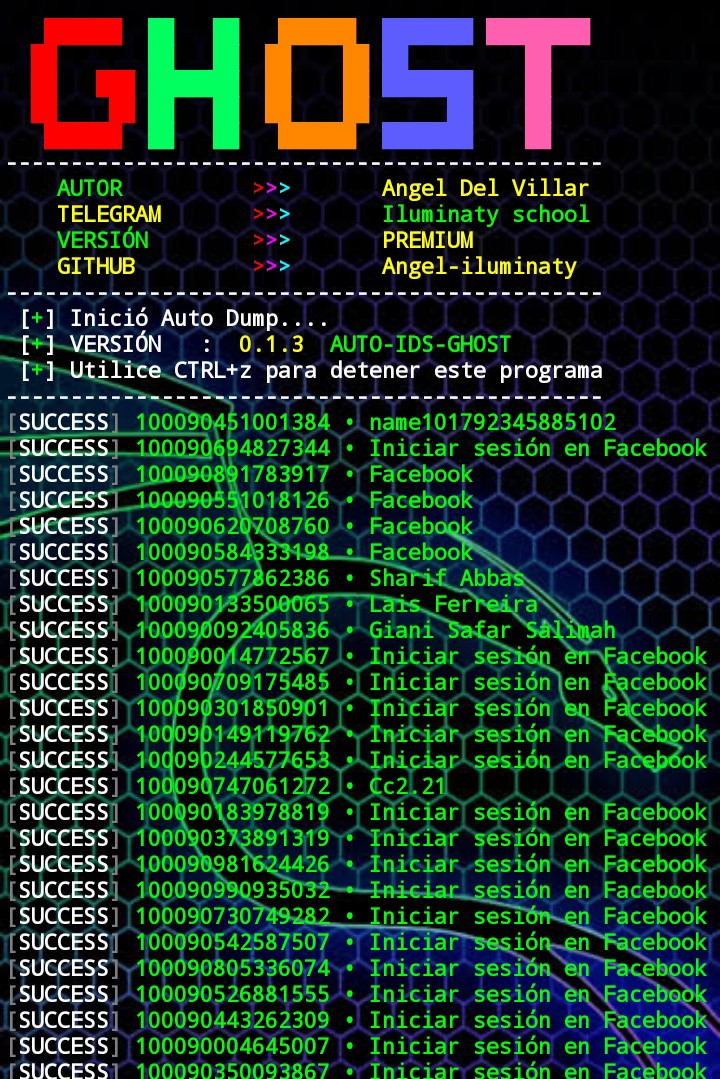 GHOST
AUTOR >>> Angel Del Villar
TELEGRAM >>> Iluminaty school
VERSIÓN >>> PREMIUM
GITHUB >>> Angel-iluminaty
[+] Inició Auto Dump....
[+] VERSIÓN : 0.1.3 AUTO-IDS-GHOST
[+] Utilice CTRL+z para detener este programa
[SUCCESS] 100090451001384 • name101792345885102
[SUCCESS] 100090694827344 • Iniciar sesión en Facebook
[SUCCESS] 100090891783917 • Facebook
[SUCCESS] 100090551018126 • Facebook
[SUCCESS] 100090620708760 • Facebook
[SUCCESS] 100090584333198 • Facebook
[SUCCESS] 100090577862386 • Sharif Abbas
[SUCCESS] 100090133500065 • Lais Ferreira
[SUCCESS] 100090092405836 • Giani Safar Salimah
[SUCCESS] 100090014772567 • Iniciar sesión en Facebook
[SUCCESS] 100090709175485 • Iniciar sesión en Facebook
[SUCCESS] 100090301850901 • Iniciar sesión en Facebook
[SUCCESS] 100090149119762 • Iniciar sesión en Facebook
[SUCCESS] 100090244577653 • Iniciar sesión en Facebook
[SUCCESS] 100090747061272 • Cc2.21
[SUCCESS] 100090183978819 • Iniciar sesión en Facebook
[SUCCESS] 100090373891319 • Iniciar sesión en Facebook
[SUCCESS] 100090981624426 • Iniciar sesión en Facebook
[SUCCESS] 100090990935032 • Iniciar sesión en Facebook
[SUCCESS] 100090730749282 • Iniciar sesión en Facebook
[SUCCESS] 100090542587507 • Iniciar sesión en Facebook
[SUCCESS] 100090805336074 • Iniciar sesión en Facebook
[SUCCESS] 100090526881555 • Iniciar sesión en Facebook
[SUCCESS] 100090443262309 • Iniciar sesión en Facebook
[SUCCESS] 100090004645007 • Iniciar sesión en Facebook
[SUCCESS] 100090350093867 • Iniciar sesión en Facebook